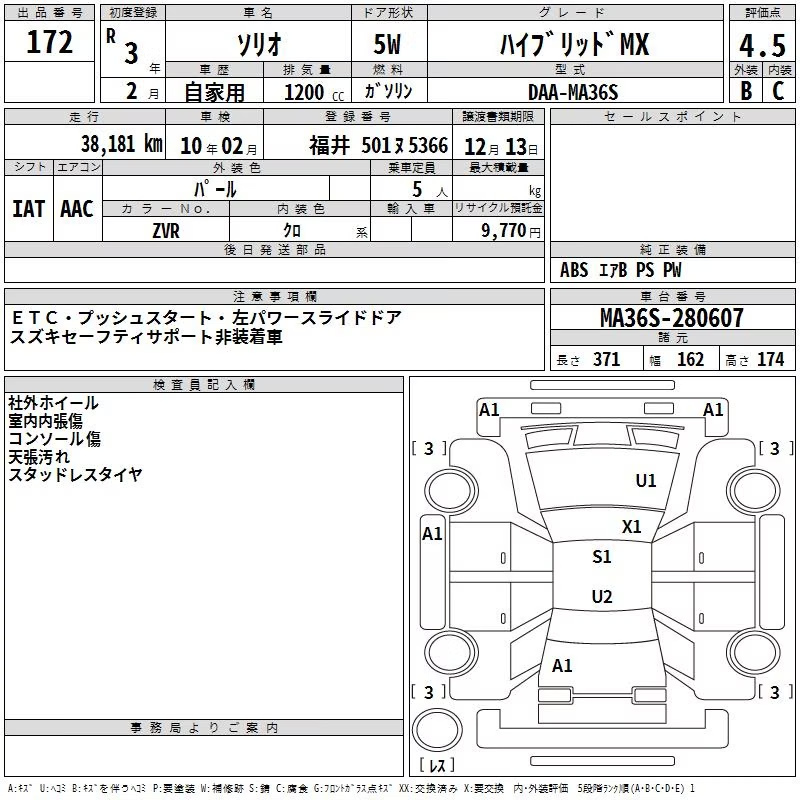 出品番号 初度登録 車名 ドア形状 グレード 評価点
172 R 3年 ソリオ 5W ハイブリッドMX 4.5
車歴 排気量 燃料 型式 外装 内装
2月 自家用 1200 CC ガソリン DAA-MA36S B C
走行 車検 登録番号 譲渡書類期限 セールスポイント
38,181 km 10年02月 福井 501ヌ5366 12月13日
シフト エアコン 外装色 乗車定員 最大積載量
IAT AAC パール 5人 kg
カラーNo. 内装色 輸入車 リサイクル預託金
ZVR クロ 系 9,770円
後日発送部品 純正装備
ABS エアB PS PW
注意事項欄 車台番号
ETC・プッシュスタート・左パワースライドドア
スズキセーフティサポート非装着車
MA36S-280607
諸元
長さ 371 幅 162 高さ 174
検査員記入欄
社外ホイール
室内内張傷
コンソール傷
天張汚れ
スタッドレスタイヤ
A1 A1
[3] [3]
U1
X1
A1
S1
U2
A1
[3] [3]
[レス]
事務局よりご案内
A:キズ U:ヘコミ B:キズを伴うヘコミ P:要塗装 W:補修跡 S:錆 C:腐食 G:フロントガラス点キズ XX:交換済み X:要交換 内・外装評価 5段階ランク順(A・B・C・D・E) 1